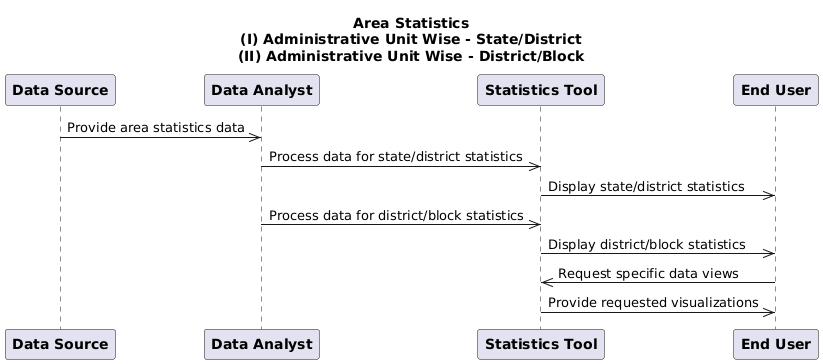 Area Statistics
(I) Administrative Unit Wise - State/District
(II) Administrative Unit Wise - District/Block
Data Source
Data Analyst
Statistics Tool
End User
Provide area statistics data
Process data for state/district statistics
Display state/district statistics
Process data for district/block statistics
Display district/block statistics
Request specific data views
Provide requested visualizations
Data Source
Data Analyst
Statistics Tool
End User